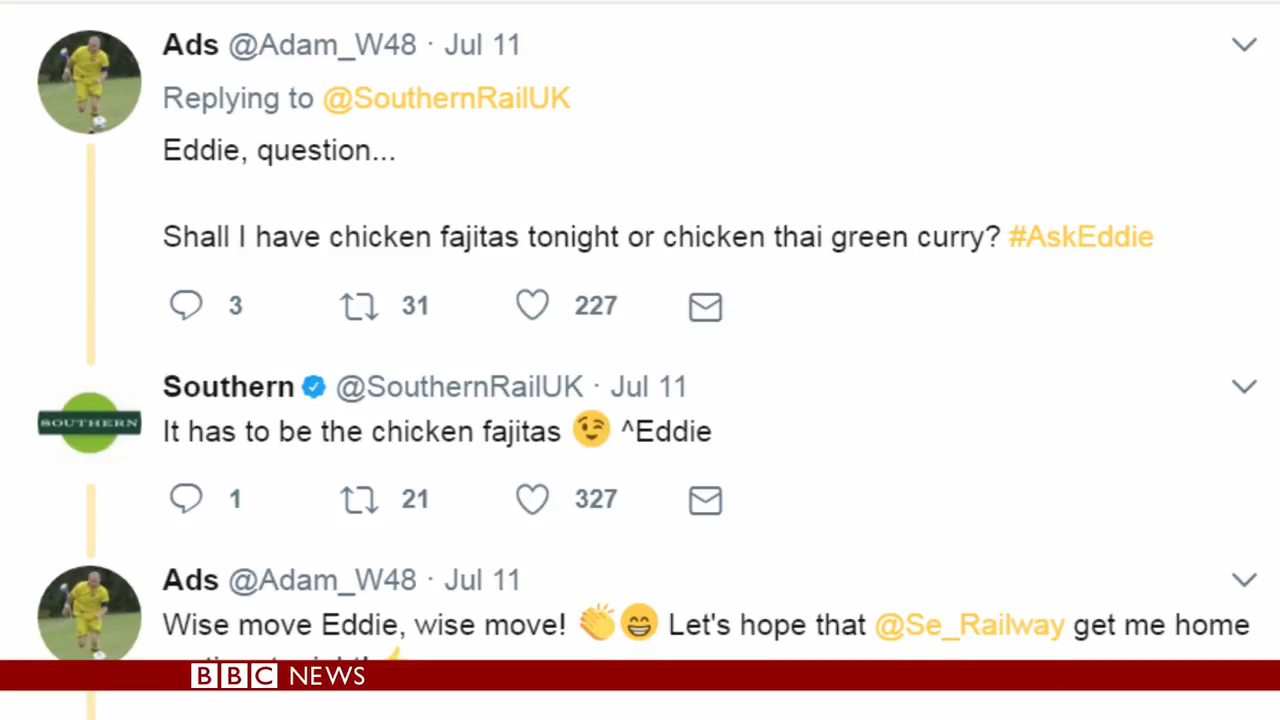 Ads @Adam_W48 · Jul 11
Replying to @SouthernRailUK
Eddie, question...
Shall I have chicken fajitas tonight or chicken thai green curry? #AskEddie
3 31 227
Southern @SouthernRailUK · Jul 11
SOUTHERN
It has to be the chicken fajitas 😉 ^Eddie
1 21 327
Ads @Adam_W48 · Jul 11
Wise move Eddie, wise move! 👏😁 Let's hope that @Se_Railway get me home
BBC NEWS